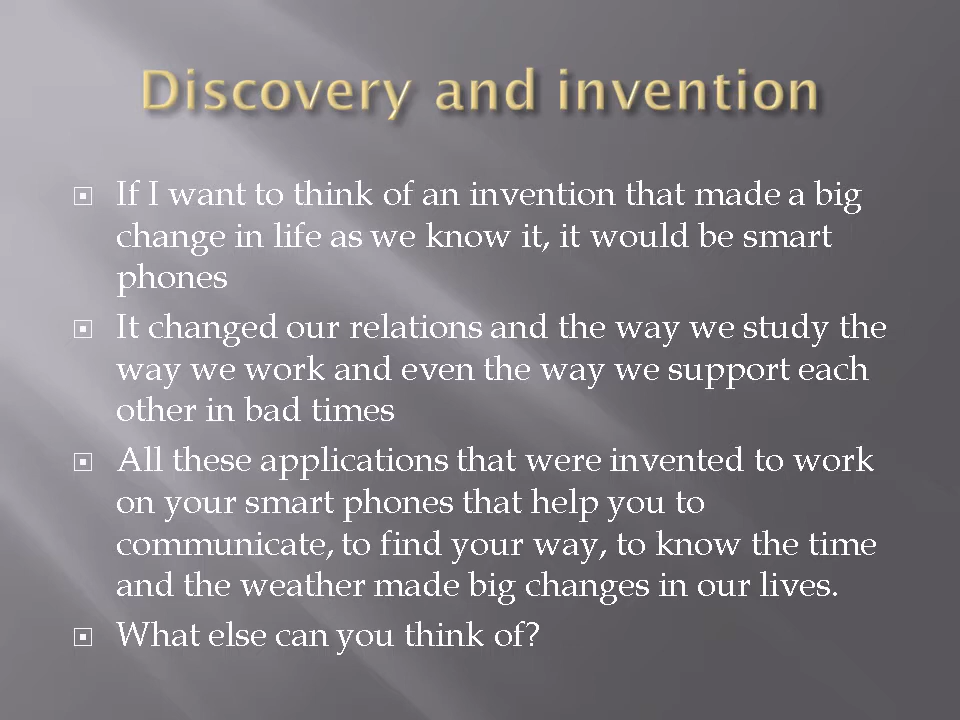 Discovery and invention
If I want to think of an invention that made a big
change in life as we know it, it would be smart
phones
It changed our relations and the way we study the
way we work and even the way we support each
other in bad times
All these applications that were invented to work
on your smart phones that help you to
communicate, to find your way, to know the time
and the weather made big changes in our lives.
What else can you think of?